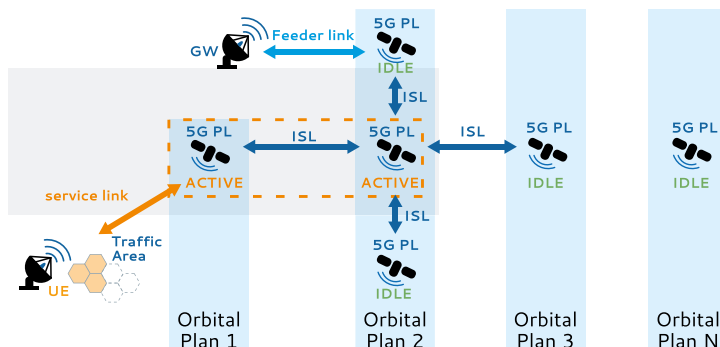 5G PL
Feeder link
GW
IDLE
ISL
5G PL
ISL
5G PL
ISL
5G PL
5G PL
ACTIVE
ACTIVE
IDLE
IDLE
service link
ISL
Traffic
Area
5G PL
UE
IDLE
Orbital
Plan 1
Orbital
Plan 2
Orbital
Plan 3
Orbital
Plan N